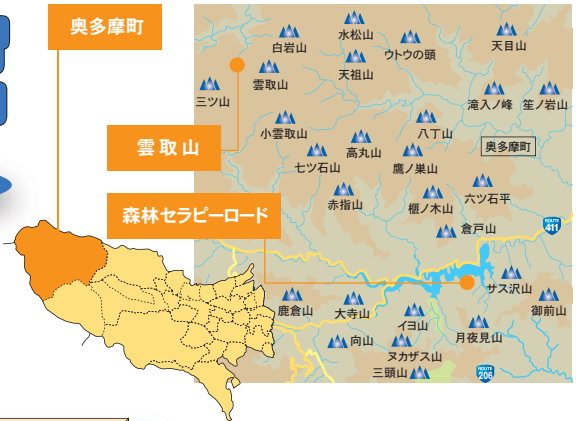 奥多摩町
水松山
白岩山
ウトウの頭
天目山
天祖山
雲取山
三ツ山
滝入ノ峰
笙ノ岩山
小雲取山
八丁山
雲取山
高丸山
奥多摩町
七ツ石山
鷹ノ巣山
赤指山
榧ノ木山
六ツ石平
森林セラピーロード
倉戸山
ROUTE
411
サス沢山
鹿倉山
大寺山
イヨ山
御前山
向山
月夜見山
ヌカザス山
三頭山
ROUTE
206